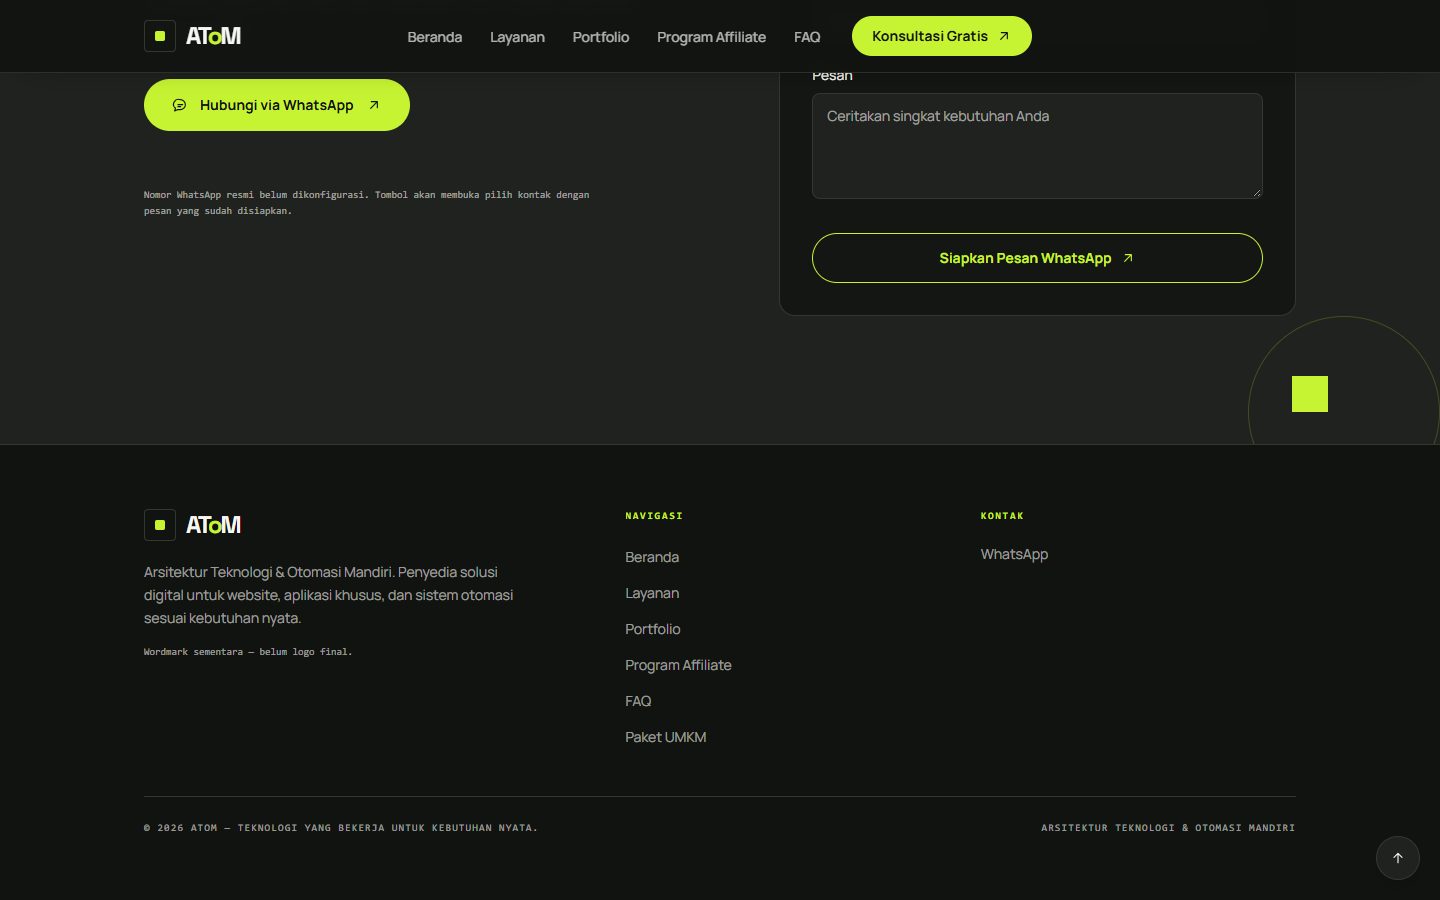 AToM
Beranda
Layanan
Portfolio
Program Affiliate
FAQ
Konsultasi Gratis
Hubungi via WhatsApp
Nomor WhatsApp resmi belum dikonfigurasi. Tombol akan membuka pilih kontak dengan
pesan yang sudah disiapkan.
Pesan
Ceritakan singkat kebutuhan Anda
Siapkan Pesan WhatsApp
AToM
Arsitektur Teknologi & Otomasi Mandiri. Penyedia solusi
digital untuk website, aplikasi khusus, dan sistem otomasi
sesuai kebutuhan nyata.
Wordmark sementara — belum logo final.
NAVIGASI
Beranda
Layanan
Portfolio
Program Affiliate
FAQ
Paket UMKM
KONTAK
WhatsApp
© 2026 ATOM — TEKNOLOGI YANG BEKERJA UNTUK KEBUTUHAN NYATA.
ARSITEKTUR TEKNOLOGI & OTOMASI MANDIRI